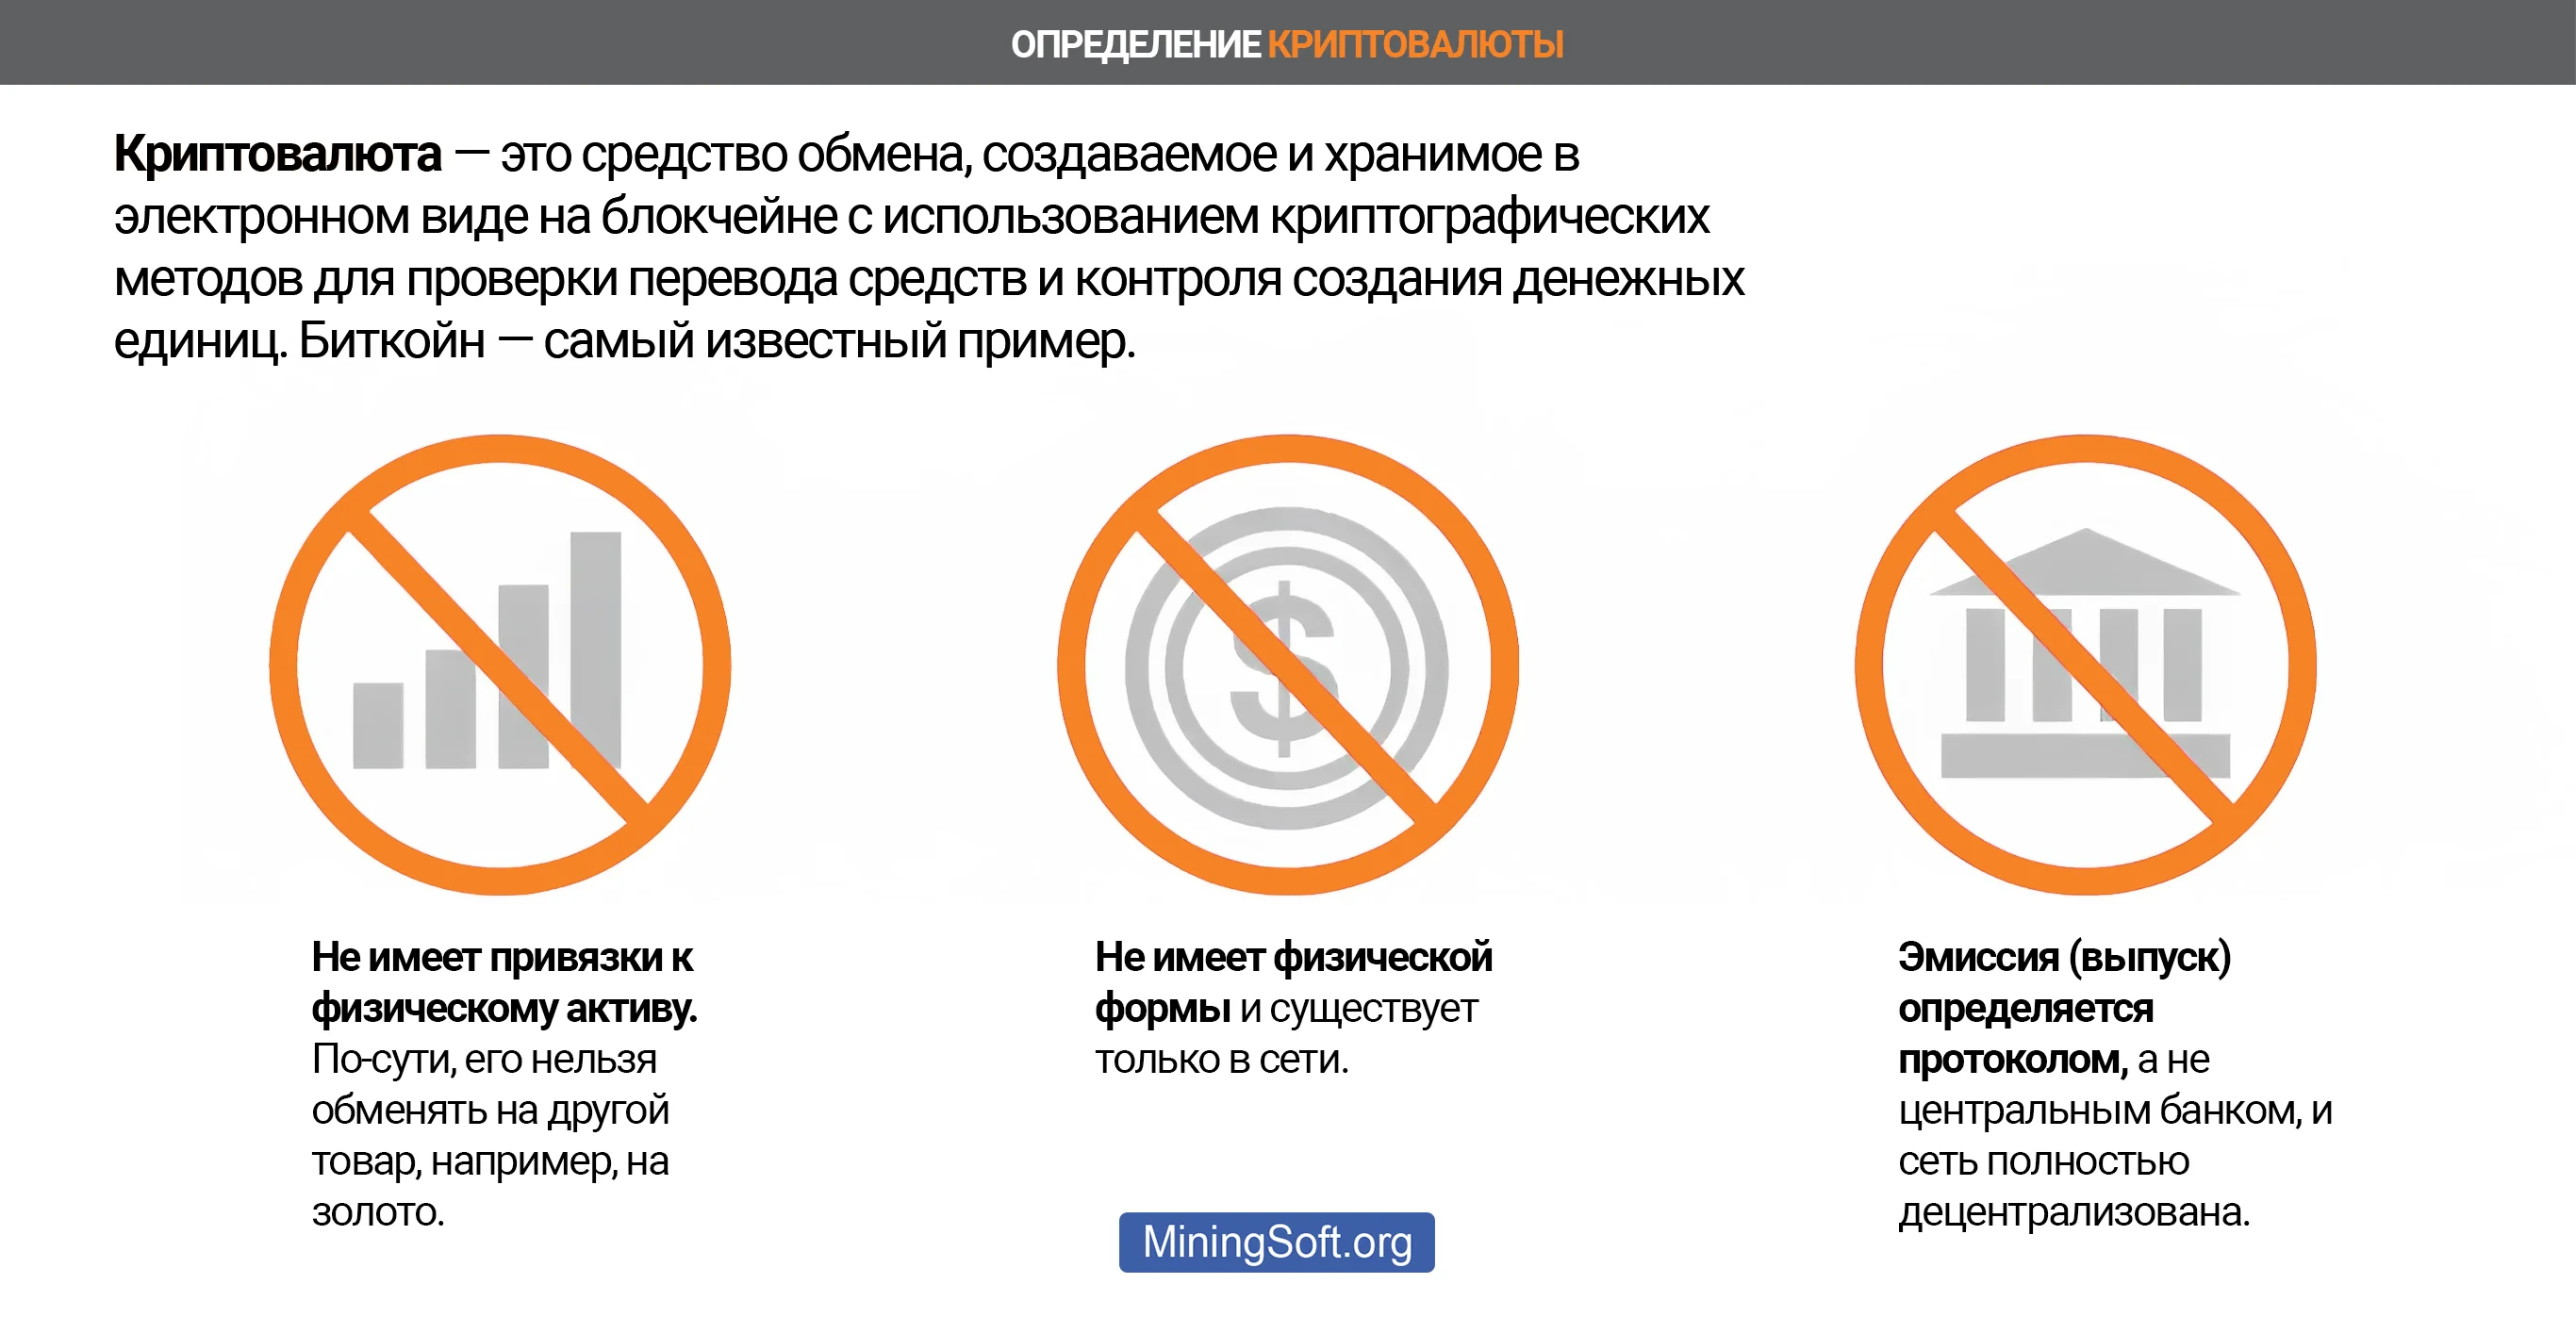 ОПРЕДЕЛЕНИЕ КРИПТОВАЛЮТЫ
Криптовалюта — это средство обмена, создаваемое и хранимое в
электронном виде на блокчейне с использованием криптографических
методов для проверки перевода средств и контроля создания денежных
единиц. Биткойн — самый известный пример.
$
Не имеет привязки к
физическому активу.
По-сути, его нельзя
обменять на другой
товар, например, на
золото.
Не имеет физической
формы и существует
только в сети.
Эмиссия (выпуск)
определяется
протоколом, а не
центральным банком, и
сеть полностью
децентрализована.
MiningSoft.org